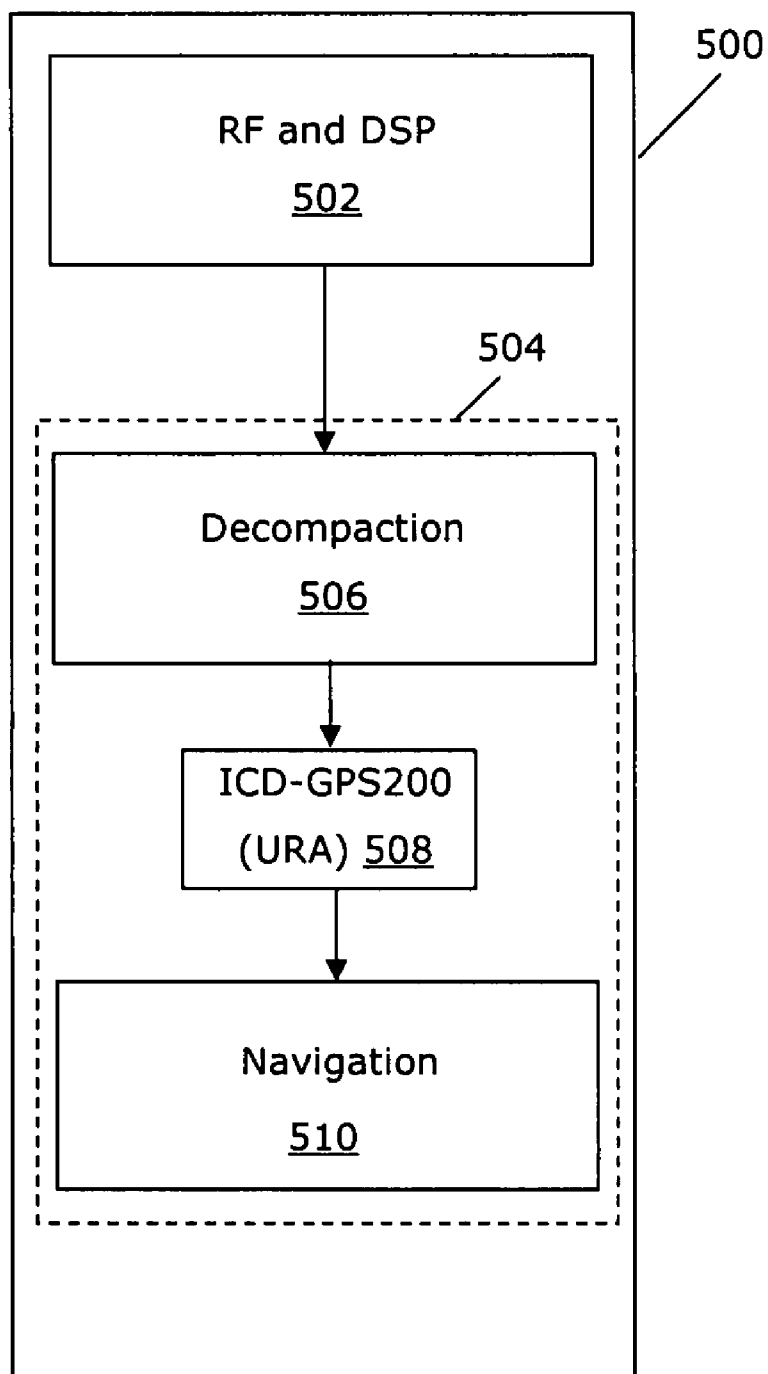 500
RF and DSP
502
504
Decompaction
506
ICD-GPS200
(URA) 508
Navigation
510